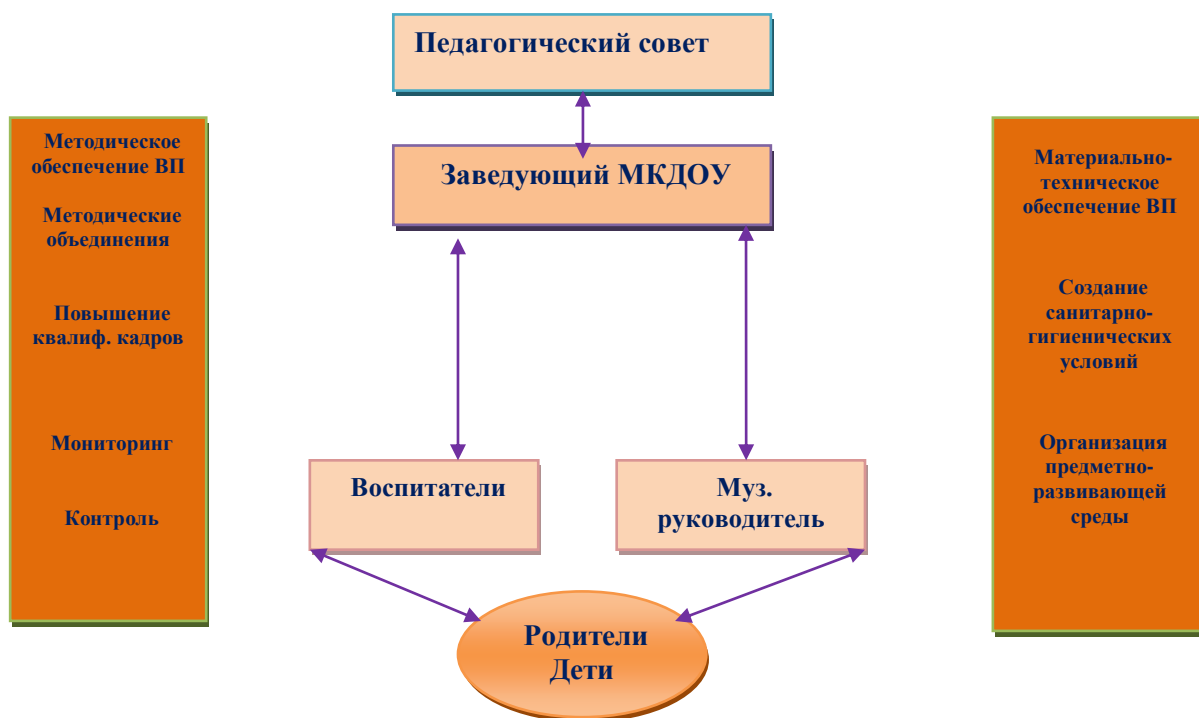 Педагогический совет
Заведующий МКДОУ
Методическое
обеспечение ВП
Методические
объединения
Повышение
квалиф. кадров
Мониторинг
Контроль
Материально-
техническое
обеспечение ВП
Создание
санитарно-
гигиенических
условий
Организация
предметно-
развивающей
среды
Воспитатели
Муз.
руководитель
Родители
Дети